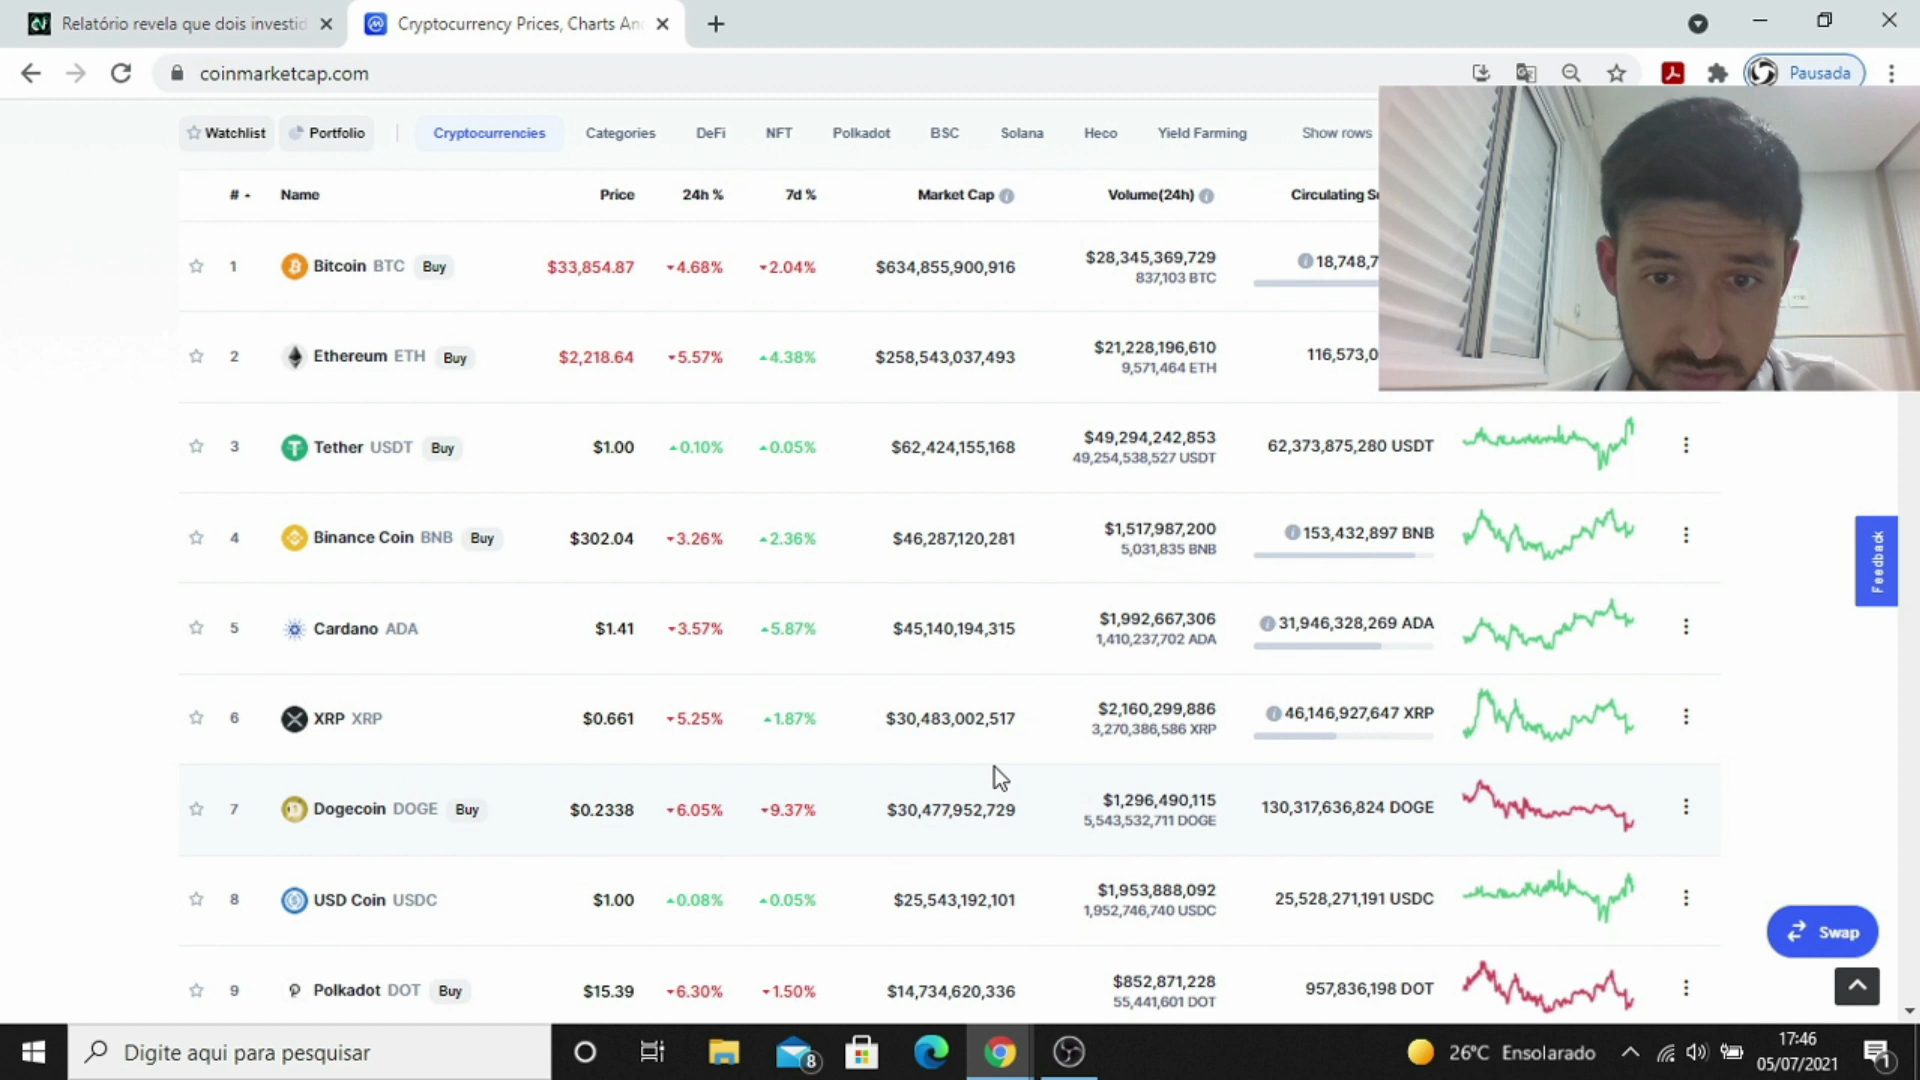 Relatório revela que dois investid
Cryptocurrency Prices, Charts An
coinmarketcap.com
Pausada
Watchlist
Portfolio
Cryptocurrencies
Categories
DeFi
NFT
Polkadot
BSC
Solana
Heco
Yield Farming
Show rows
# Name Price 24h % 7d % Market Cap Volume(24h) Circulating S
1 Bitcoin BTC Buy $33,854.87 4.68% 2.04% $634,855,900,916 $28,345,369,729 18,748,7
837,103 BTC
2 Ethereum ETH Buy $2,218.64 5.57% 4.38% $258,543,037,493 $21,228,196,610 116,573,0
9,571,464 ETH
3 Tether USDT Buy $1.00 0.10% 0.05% $62,424,155,168 $49,294,242,853 62,373,875,280 USDT
49,254,538,527 USDT
4 Binance Coin BNB Buy $302.04 3.26% 2.36% $46,287,120,281 $1,517,987,200 153,432,897 BNB
5,031,835 BNB
5 Cardano ADA $1.41 3.57% 5.87% $45,140,194,315 $1,992,667,306 31,946,328,269 ADA
1,410,237,702 ADA
6 XRP XRP $0.661 5.25% 1.87% $30,483,002,517 $2,160,299,886 46,146,927,647 XRP
3,270,386,586 XRP
7 Dogecoin DOGE Buy $0.2338 6.05% 9.37% $30,477,952,729 $1,296,490,115 130,317,636,824 DOGE
5,543,532,711 DOGE
8 USD Coin USDC $1.00 0.08% 0.05% $25,543,192,101 $1,953,888,092 25,528,271,191 USDC
1,952,746,740 USDC
9 Polkadot DOT Buy $15.39 6.30% 1.50% $14,734,620,336 $852,871,228 957,836,198 DOT
55,441,601 DOT
Feedback
Swap
Digite aqui para pesquisar
8
26°C Ensolarado
17:46
05/07/2021
1